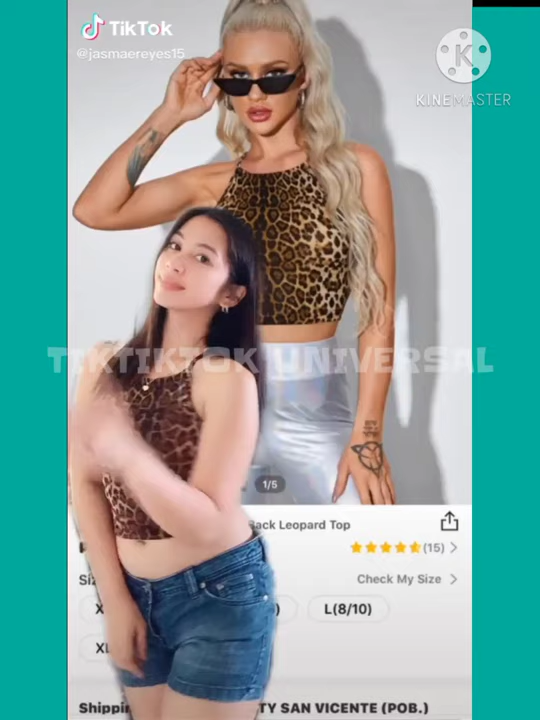 TikTok
@jasmaereyes15
K
KINEMASTER
TIKTIKTOK UNIVERSAL
1/5
Back Leopard Top
(15)
Check My Size
L(8/10)
TY SAN VICENTE (POB.)